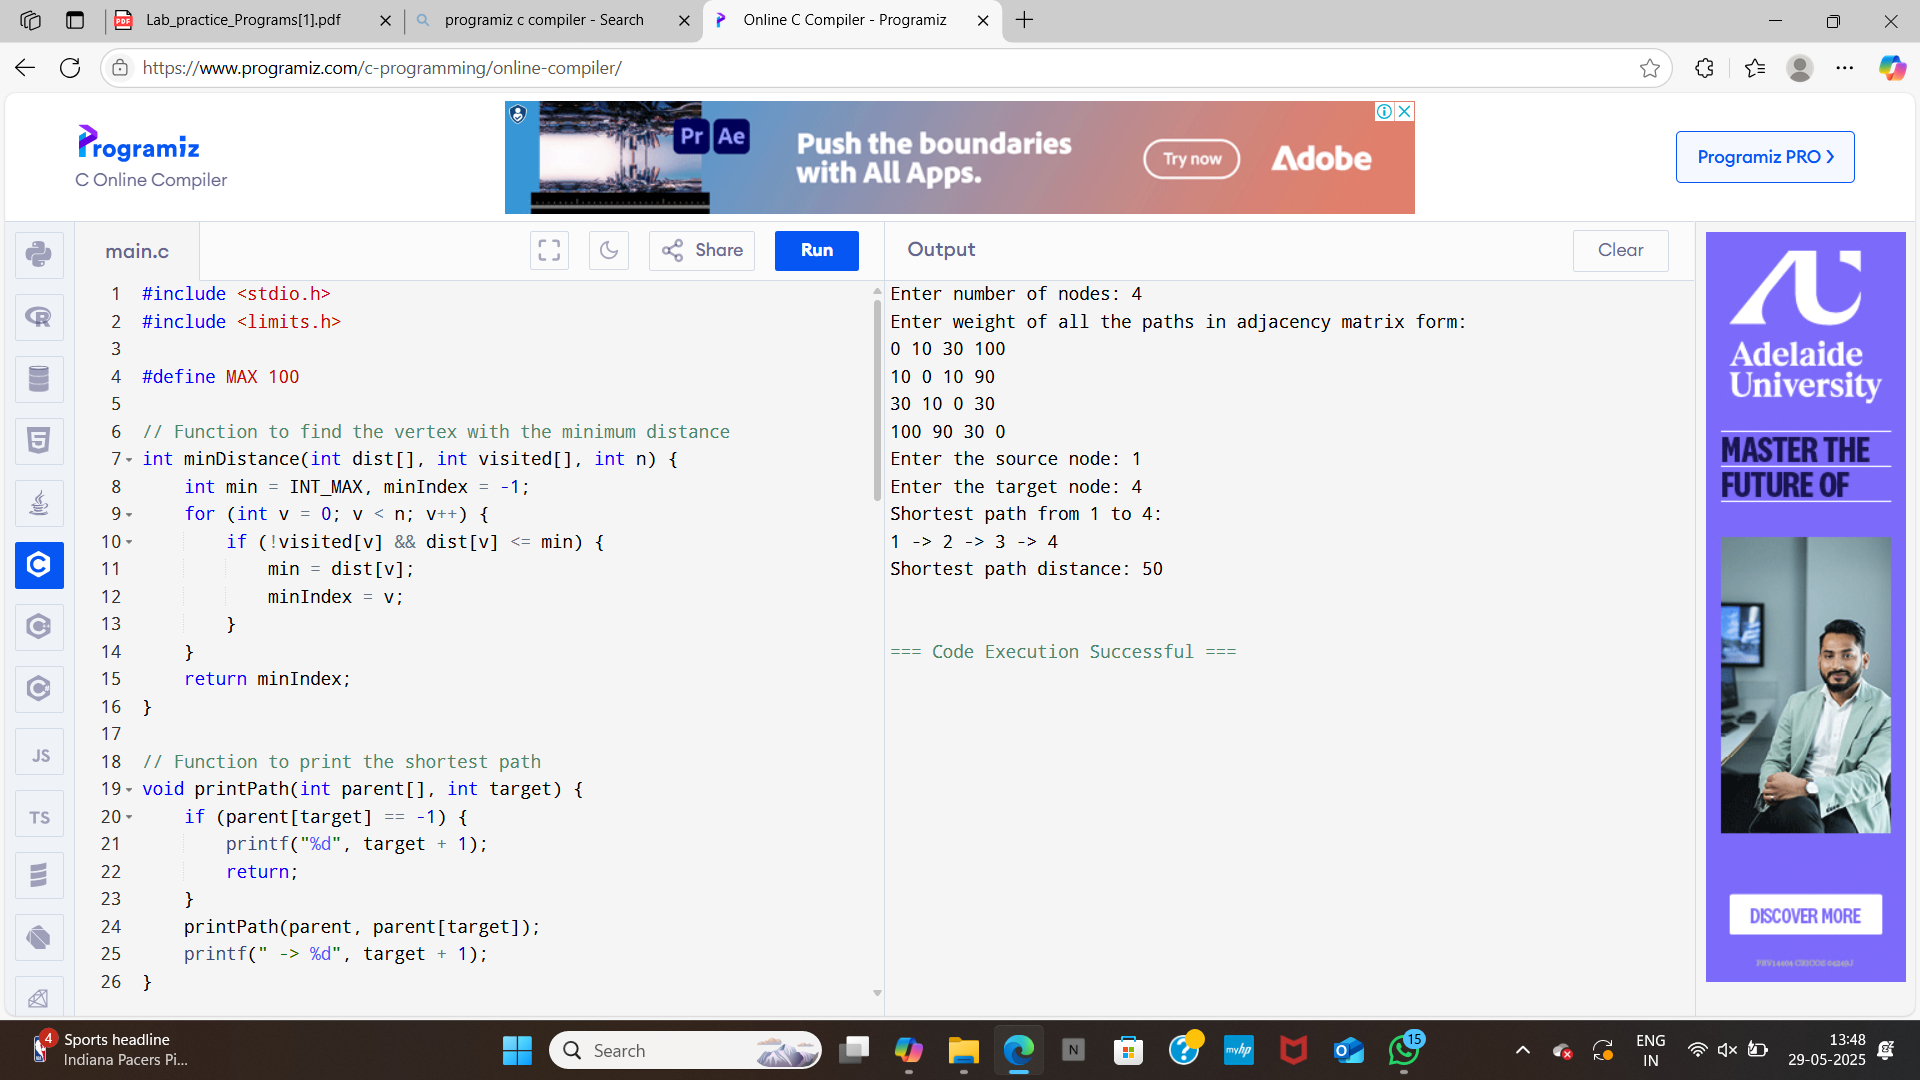 Lab_practice_Programs[1].pdf
programiz c compiler - Search
Online C Compiler - Programiz
https://www.programiz.com/c-programming/online-compiler/
Programiz
C Online Compiler
Pr Ae
Push the boundaries
with All Apps.
Try now
Adobe
Programiz PRO
main.c
Share
Run
Output
Clear
1 #include <stdio.h>
2 #include <limits.h>
3
4 #define MAX 100
5
6 // Function to find the vertex with the minimum distance
7 int minDistance(int dist[], int visited[], int n) {
8 int min = INT_MAX, minIndex = -1;
9 for (int v = 0; v < n; v++) {
10 if (!visited[v] && dist[v] <= min) {
11 min = dist[v];
12 minIndex = v;
13 }
14 }
15 return minIndex;
16 }
17
18 // Function to print the shortest path
19 void printPath(int parent[], int target) {
20 if (parent[target] == -1) {
21 printf("%d", target + 1);
22 return;
23 }
24 printPath(parent, parent[target]);
25 printf(" -> %d", target + 1);
26 }
Enter number of nodes: 4
Enter weight of all the paths in adjacency matrix form:
0 10 30 100
10 0 10 90
30 10 0 30
100 90 30 0
Enter the source node: 1
Enter the target node: 4
Shortest path from 1 to 4:
1 -> 2 -> 3 -> 4
Shortest path distance: 50
=== Code Execution Successful ===
Adelaide
University
MASTER THE
FUTURE OF
DISCOVER MORE
JS
TS
4
Sports headline
Indiana Pacers Pi...
Search
N
myhp
15
ENG
IN
13:48
29-05-2025